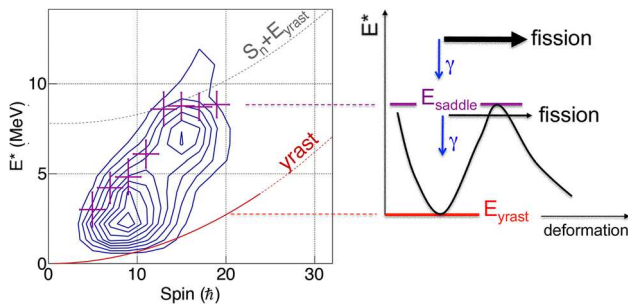 E* (MeV)
10
5
0
0
10
20
30
Spin (ℏ)
Sn+Eyrast
yrast
E*
fission
γ
Esaddle
fission
γ
Eyrast
deformation